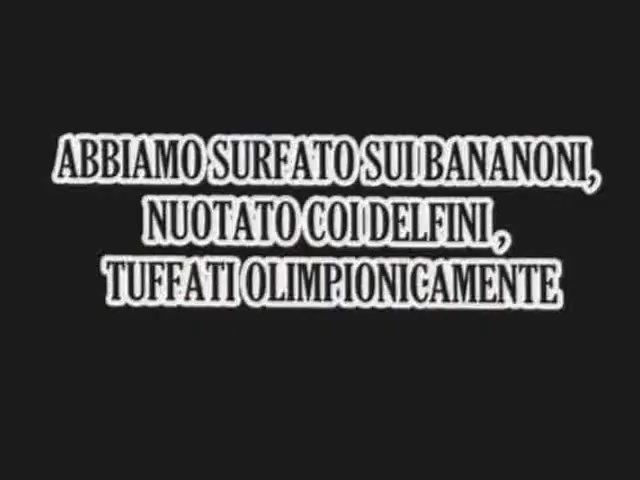 ABBIAMO SURFATO SUI BANANONI,
NUOTATO COI DELFINI ,
TUFFATI OLIMPIONICAMENTE